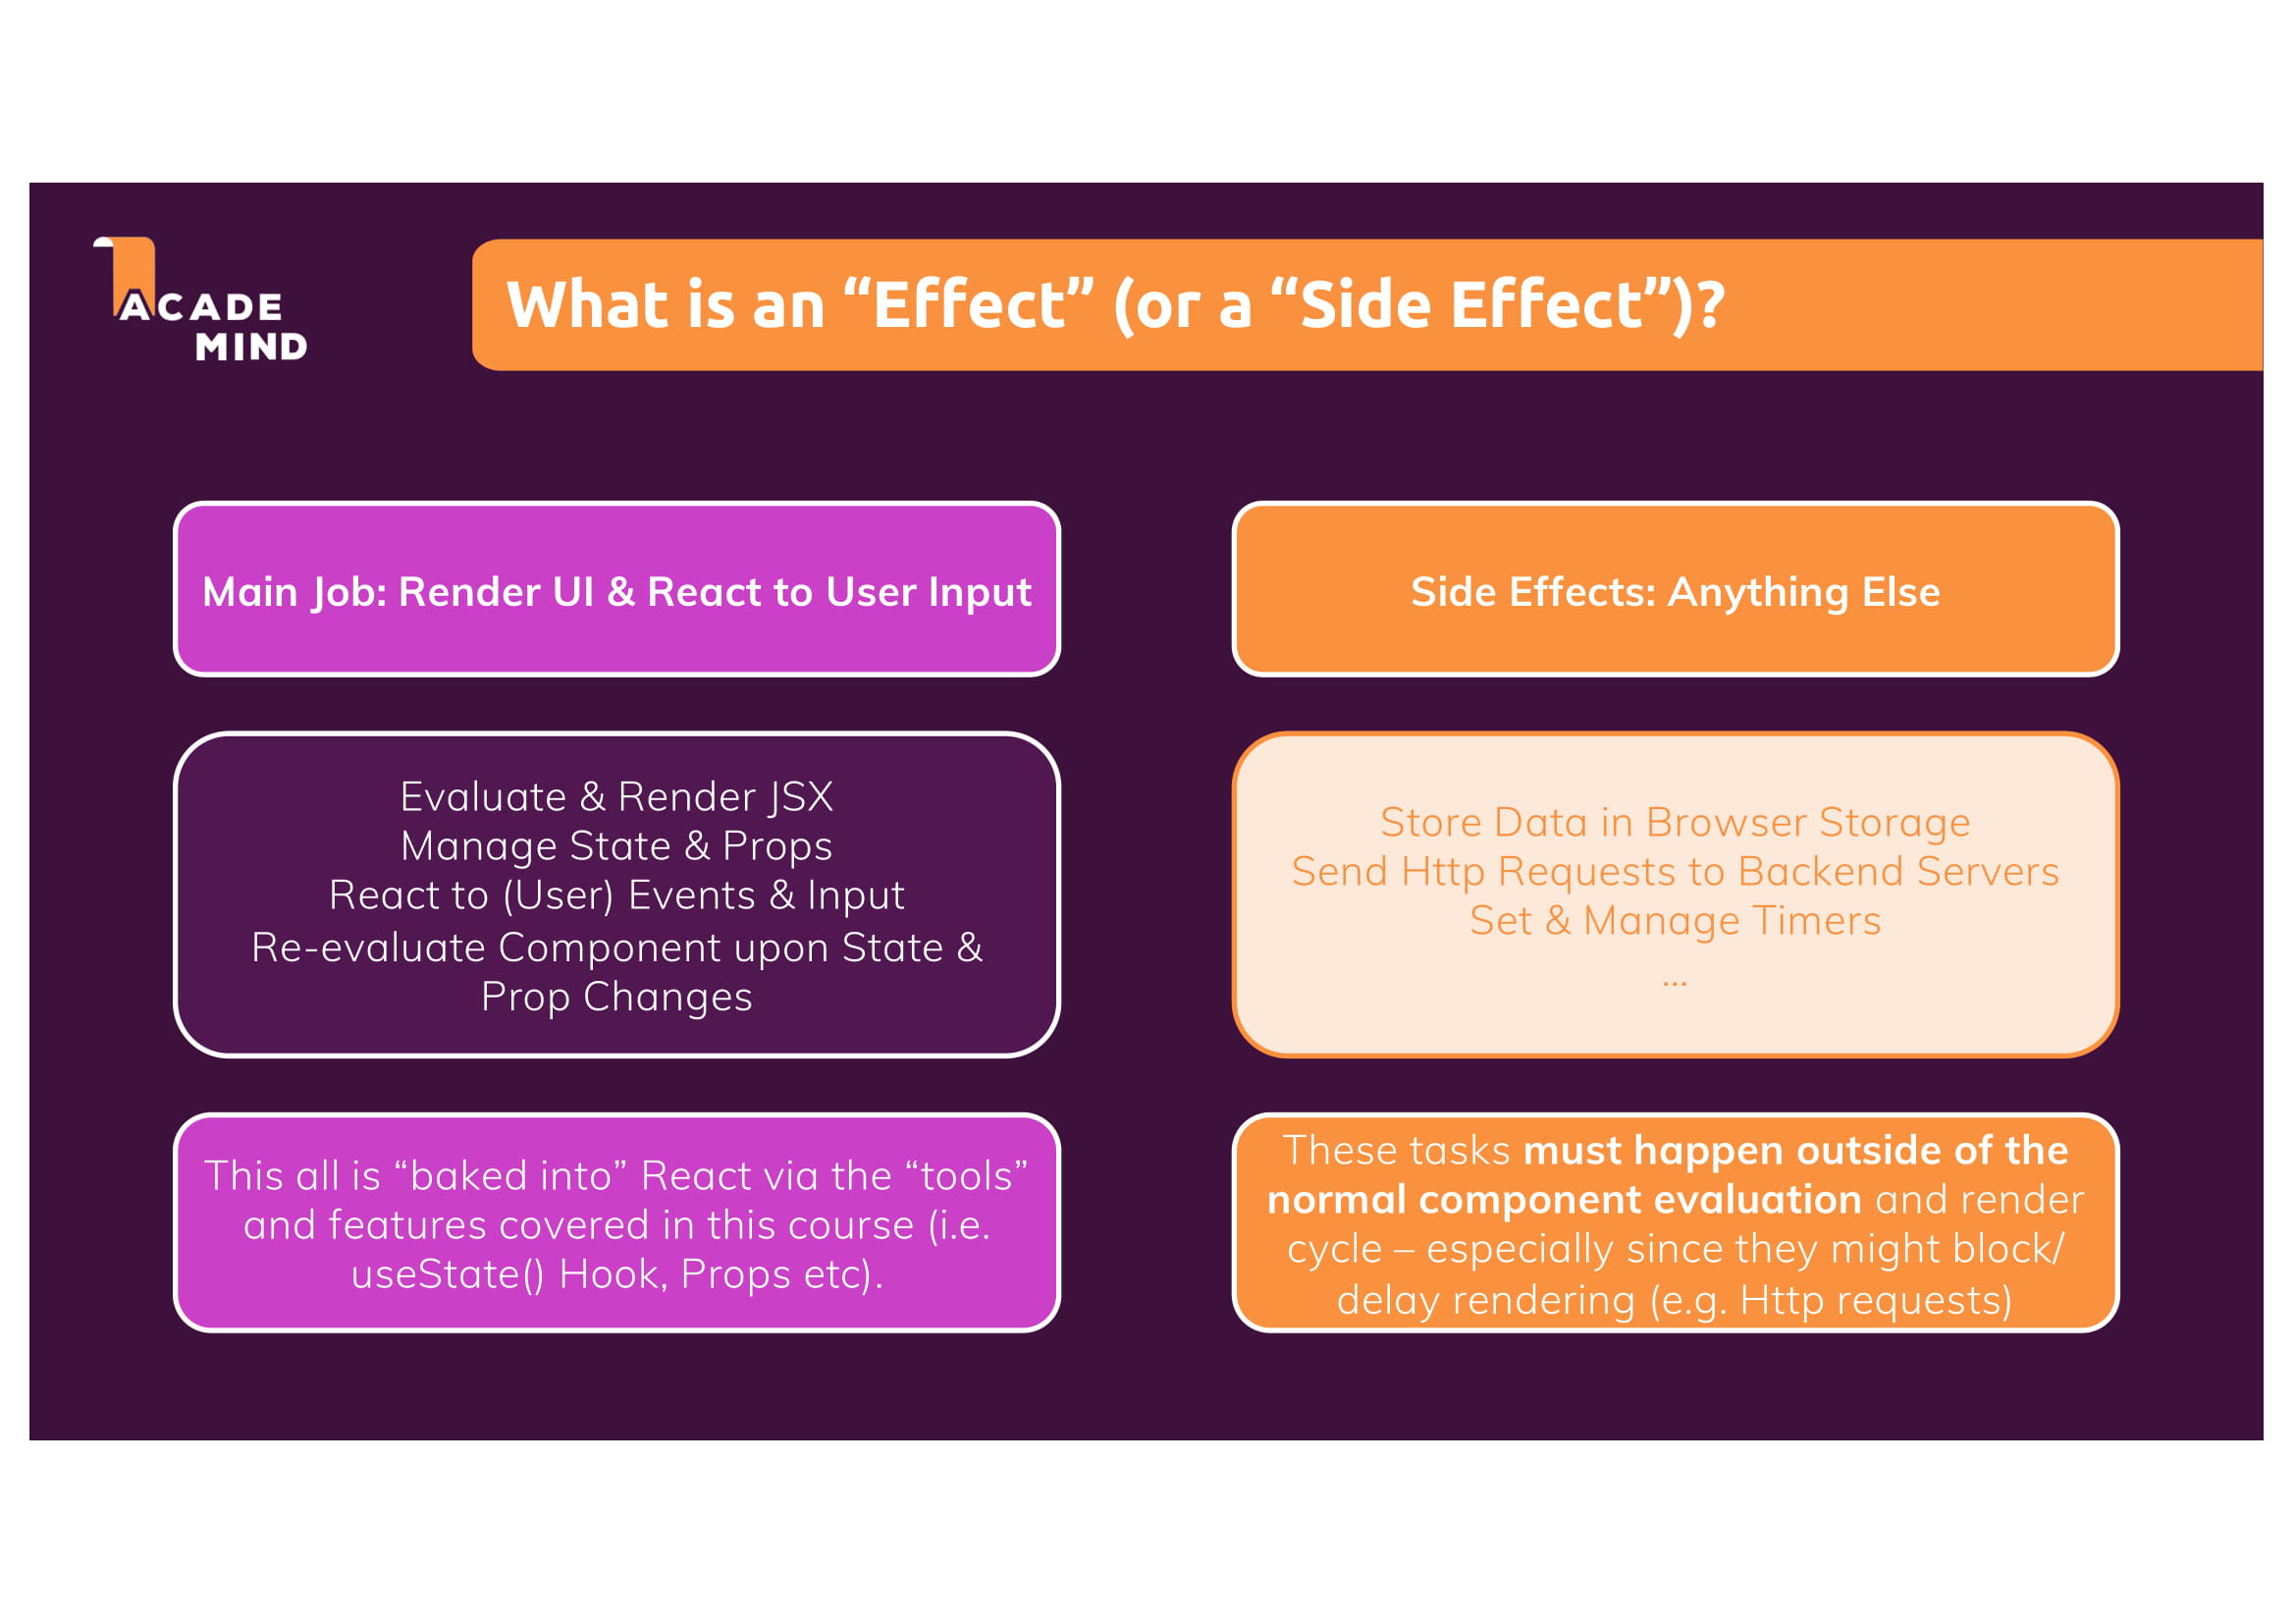 ACADE
MIND
What is an “Effect” (or a “Side Effect”)?
Main Job: Render UI & React to User Input
Evaluate & Render JSX
Manage State & Props
React to (User) Events & Input
Re-evaluate Component upon State &
Prop Changes
This all is “baked into” React via the “tools”
and features covered in this course (i.e.
useState() Hook, Props etc).
Side Effects: Anything Else
Store Data in Browser Storage
Send Http Requests to Backend Servers
Set & Manage Timers
...
These tasks must happen outside of the
normal component evaluation and render
cycle – especially since they might block/
delay rendering (e.g. Http requests)